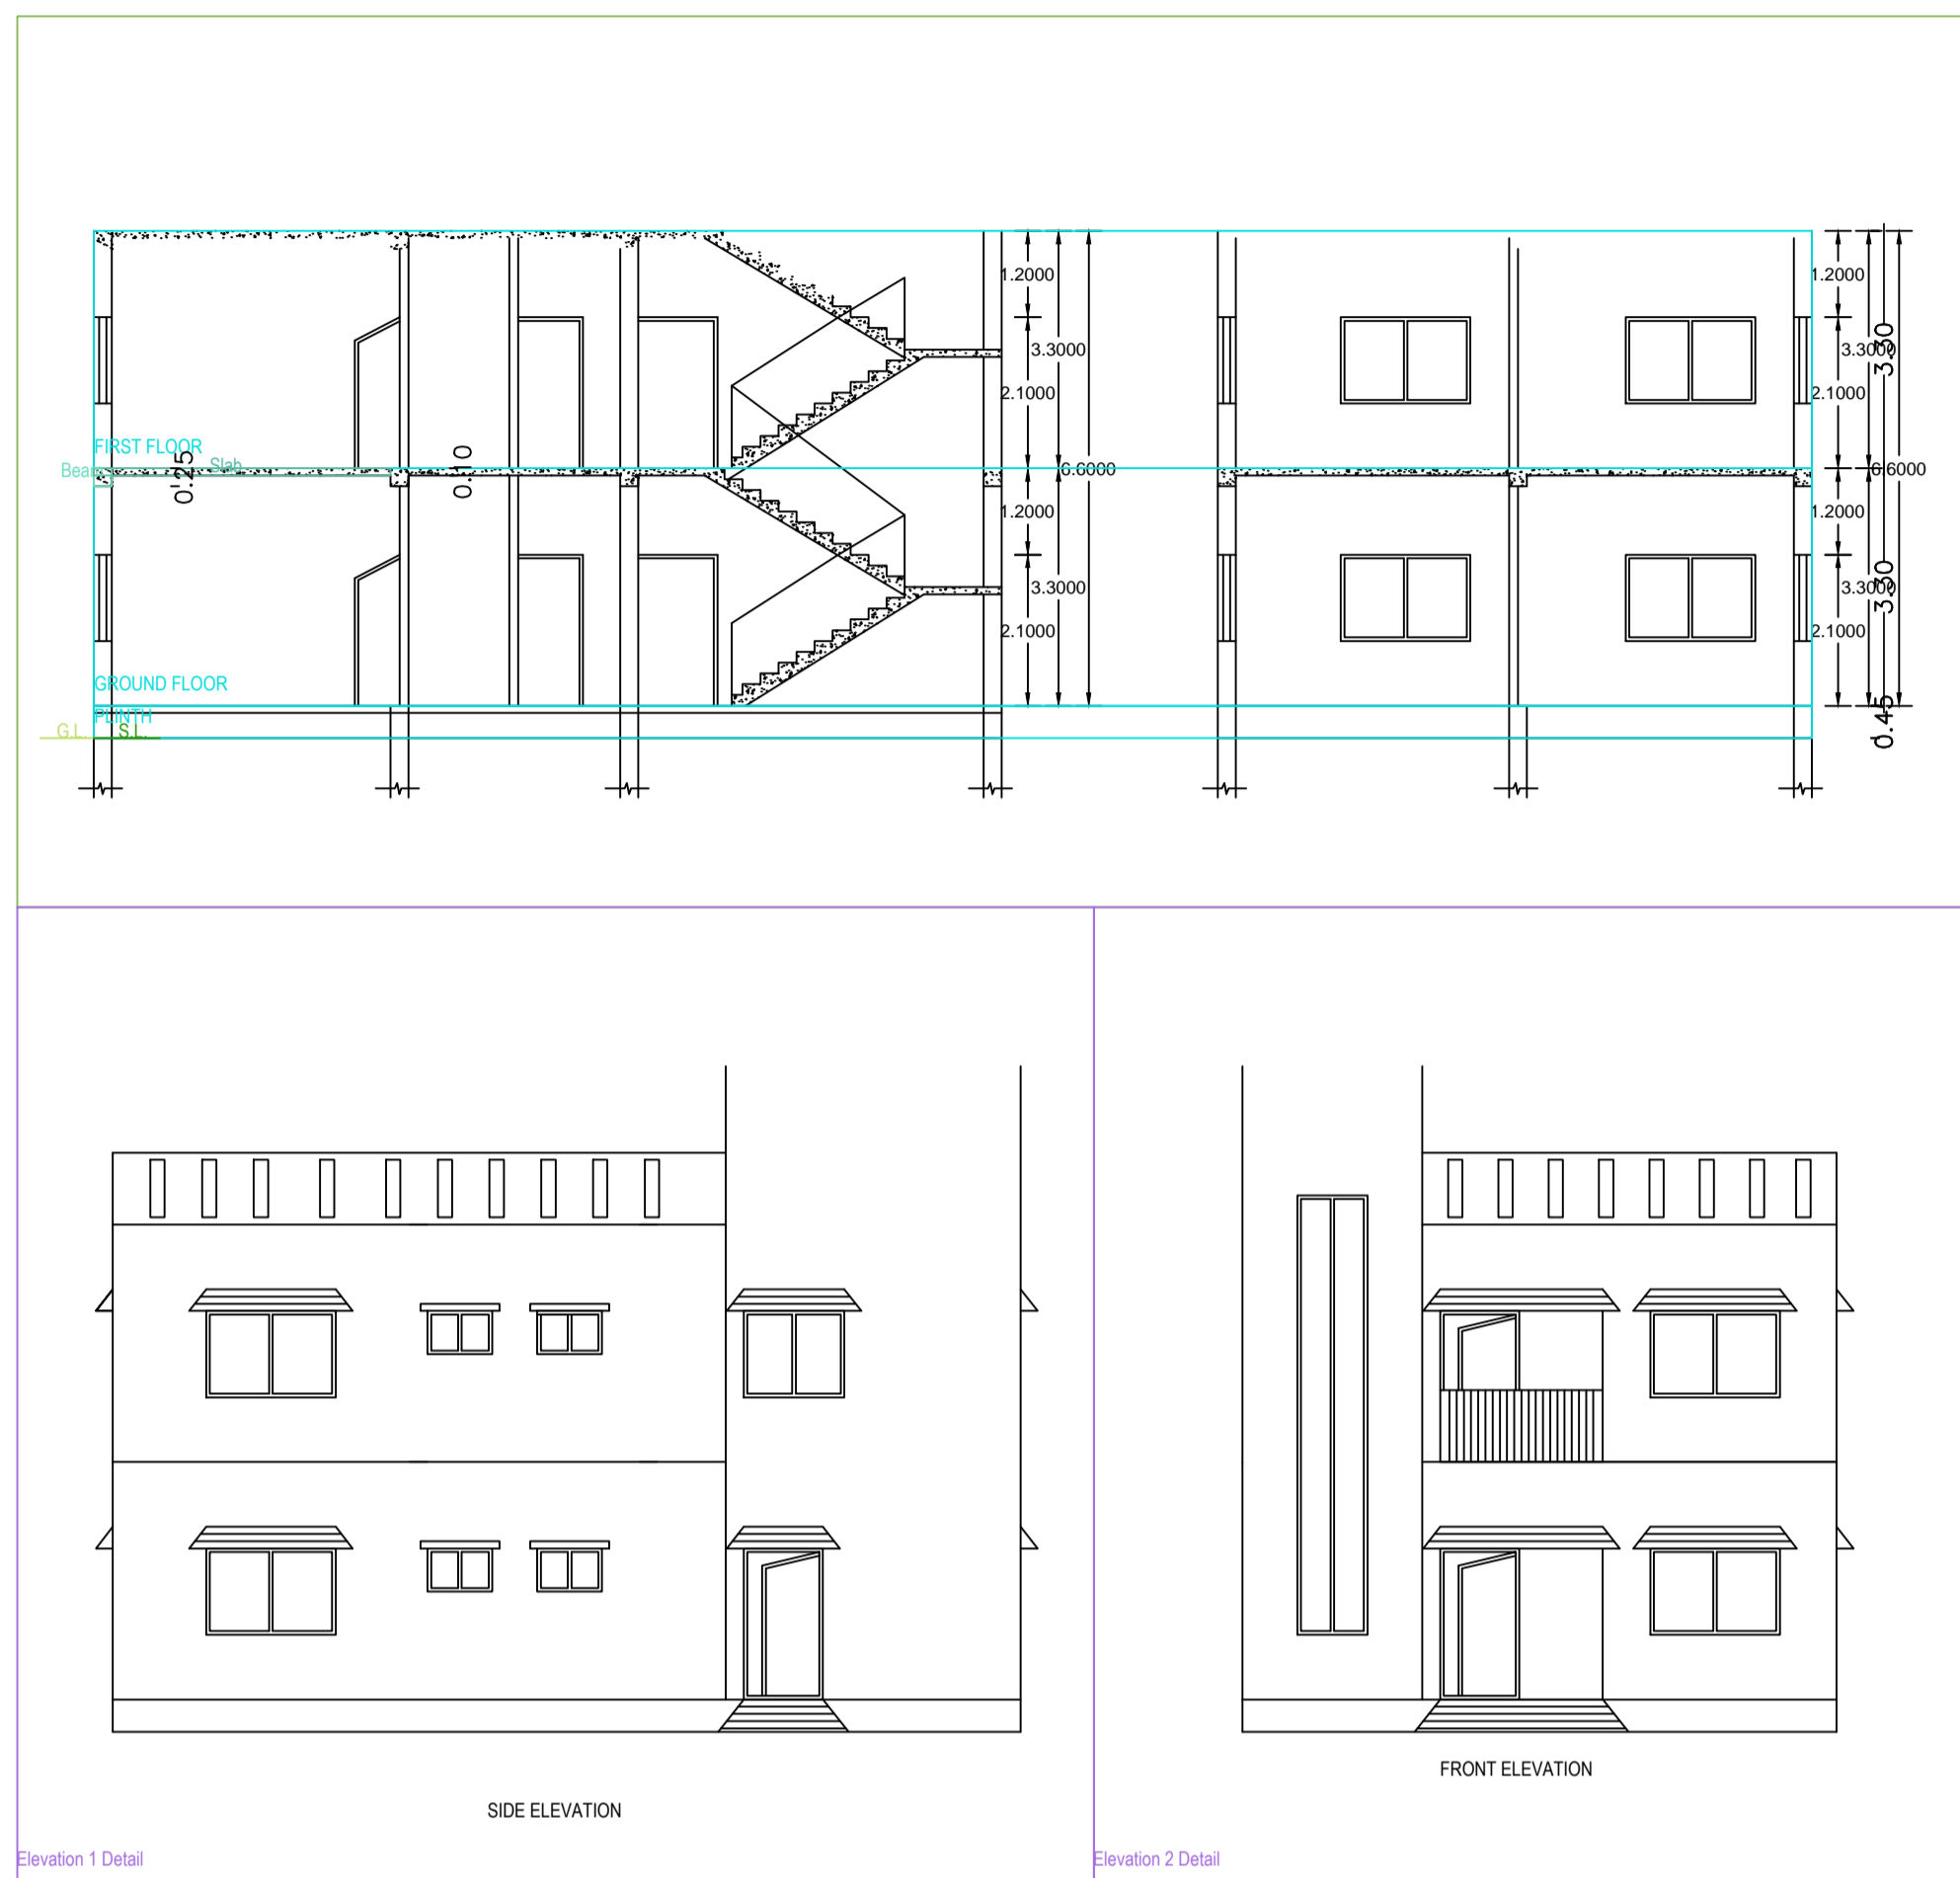 1.2000
1.2000
3.30
3.3000
3.3000
2.1000
2.1000
FIRST FLOOR
Beam
Slab
0.25
0.10
6.6000
6.6000
1.2000
1.2000
3.30
3.3000
3.3000
2.1000
2.1000
GROUND FLOOR
PLINTH
G.L.
S.L.
0.45
FRONT ELEVATION
SIDE ELEVATION
Elevation 1 Detail
Elevation 2 Detail